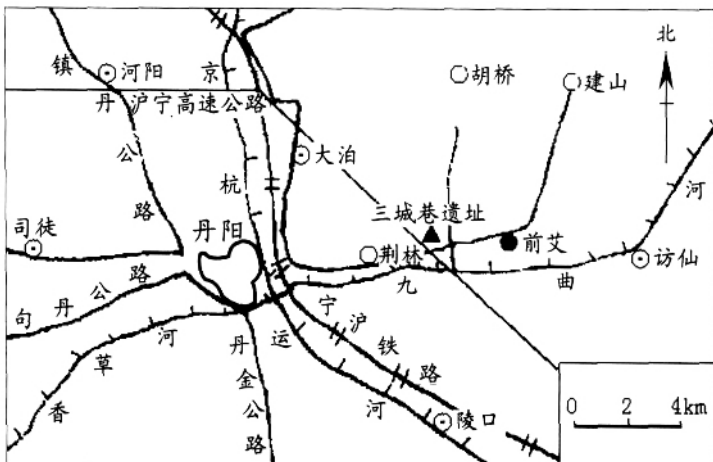 北
镇丹公路
河阳
京杭运河
胡桥
建山
沪宁高速公路
大泊
三城巷遗址
前艾
司徒
丹阳
荆林
访仙
九曲河
句丹公路
宁沪铁路
香草河
丹金公路
陵口
0 2 4km